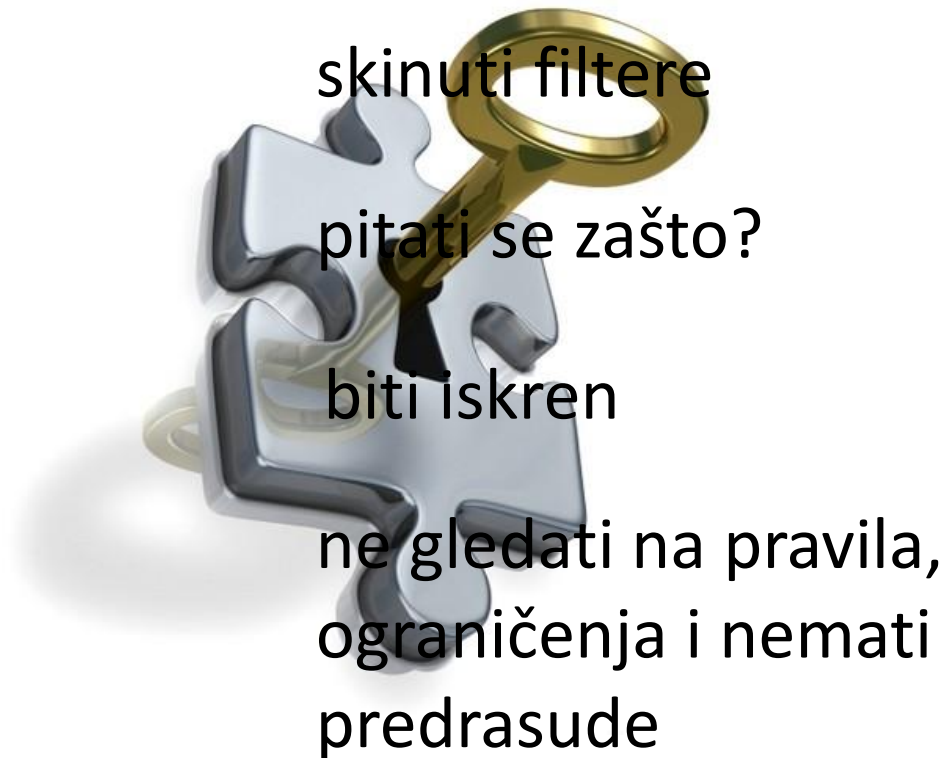 skinuti filtere
pitati se zašto?
biti iskren
ne gledati na pravila,
ograničenja i nemati
predrasude